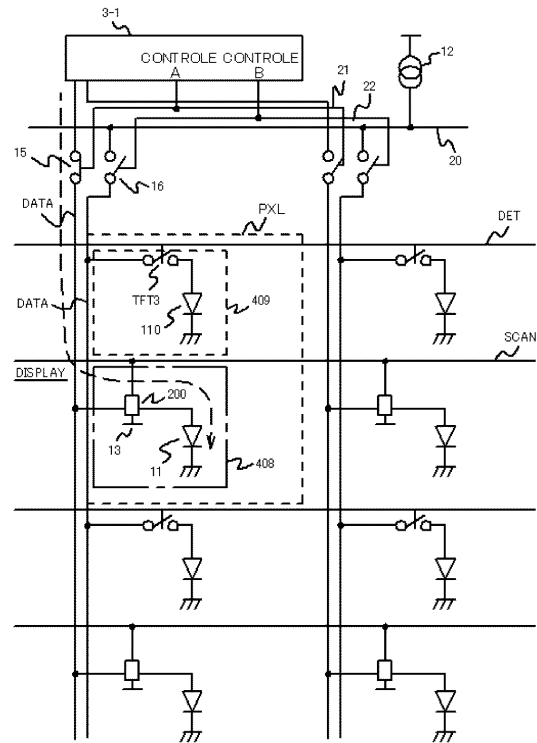 3-1
CONTROLE CONTROLE
A B
12
21
22
15
20
16
DATA
PXL
DET
DATA
TFT3
409
110
SCAN
DISPLAY
200
13
11
408